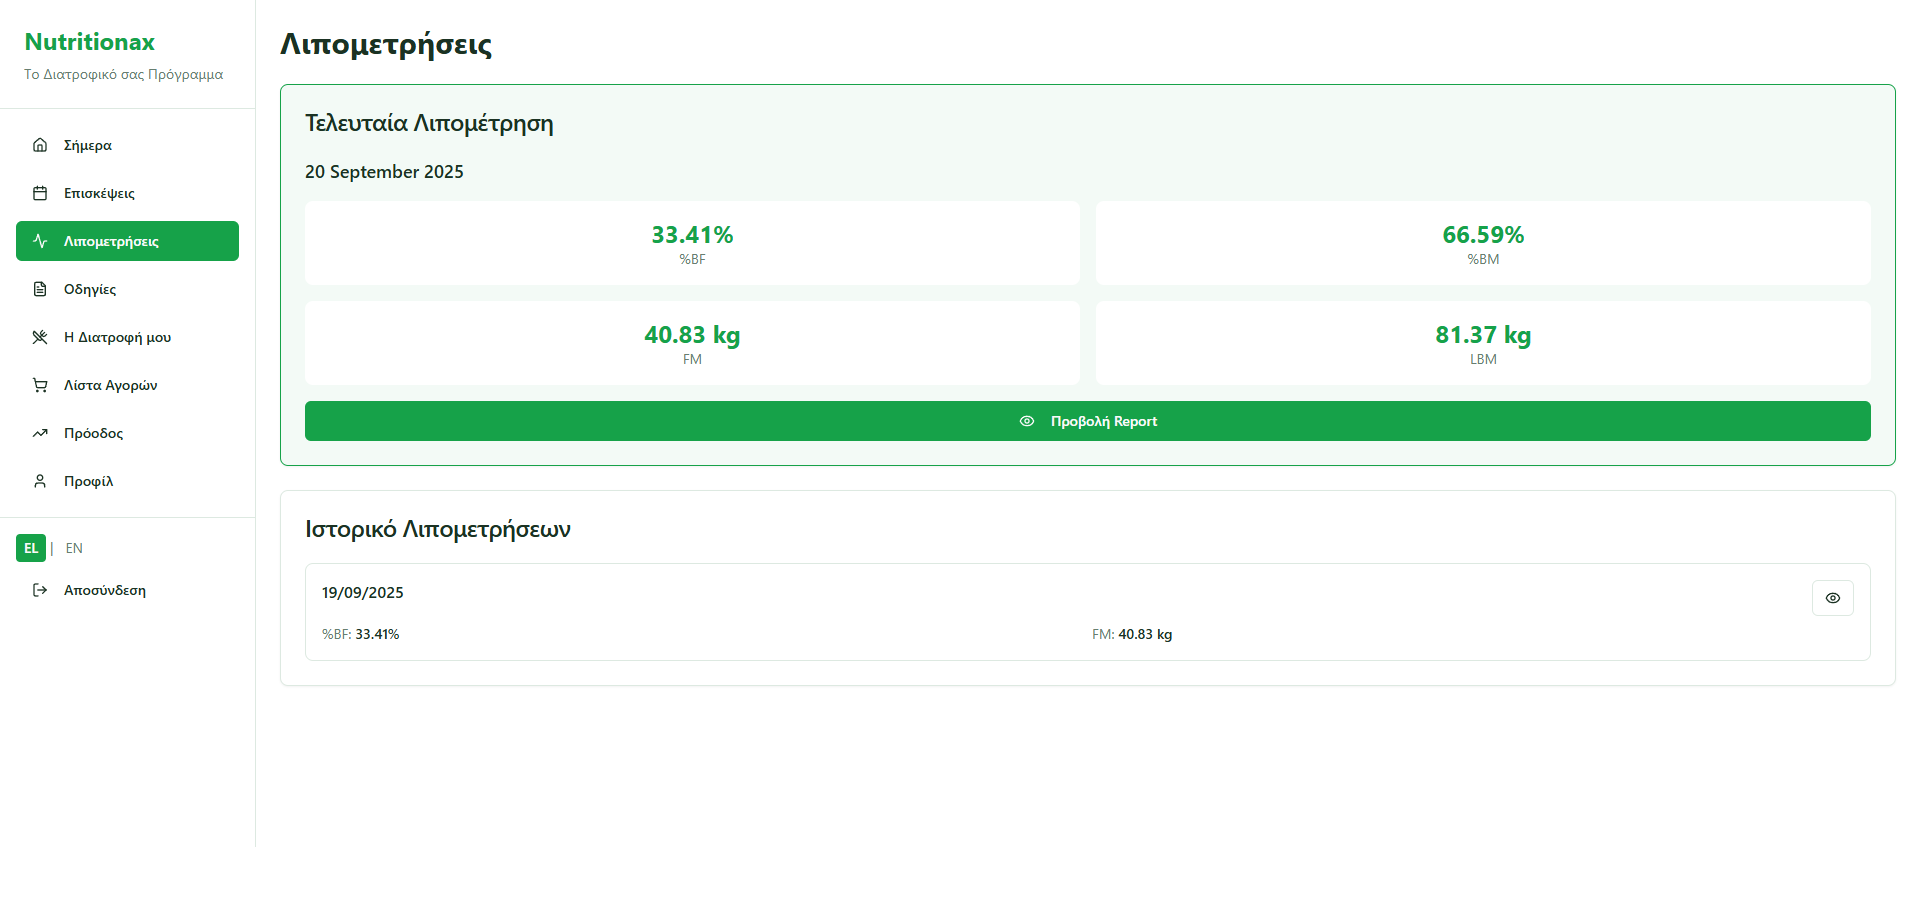 Nutritionax
Το Διατροφικό σας Πρόγραμμα
Σήμερα
Επισκέψεις
Λιπομετρήσεις
Οδηγίες
Η Διατροφή μου
Λίστα Αγορών
Πρόοδος
Προφίλ
EL | EN
Αποσύνδεση
Λιπομετρήσεις
Τελευταία Λιπομέτρηση
20 September 2025
33.41%
%BF
66.59%
%BM
40.83 kg
FM
81.37 kg
LBM
Προβολή Report
Ιστορικό Λιπομετρήσεων
19/09/2025
%BF: 33.41%
FM: 40.83 kg